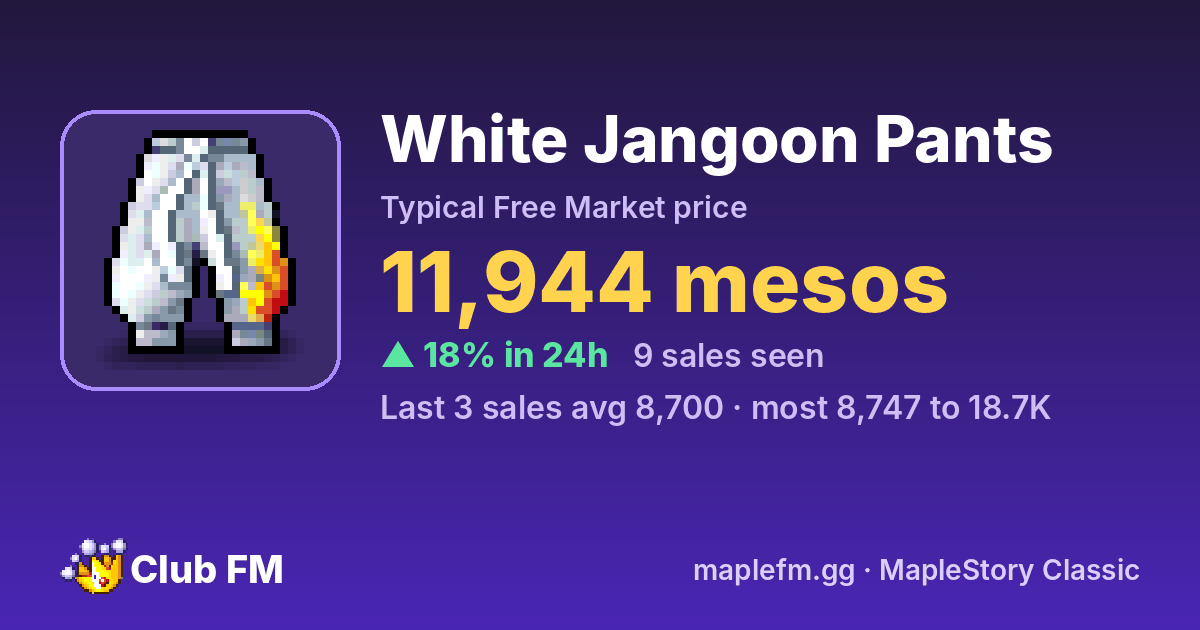 White Jangoon Pants
Typical Free Market price
11,944 mesos
▲ 18% in 24h 9 sales seen
Last 3 sales avg 8,700 · most 8,747 to 18.7K
Club FM
maplefm.gg · MapleStory Classic